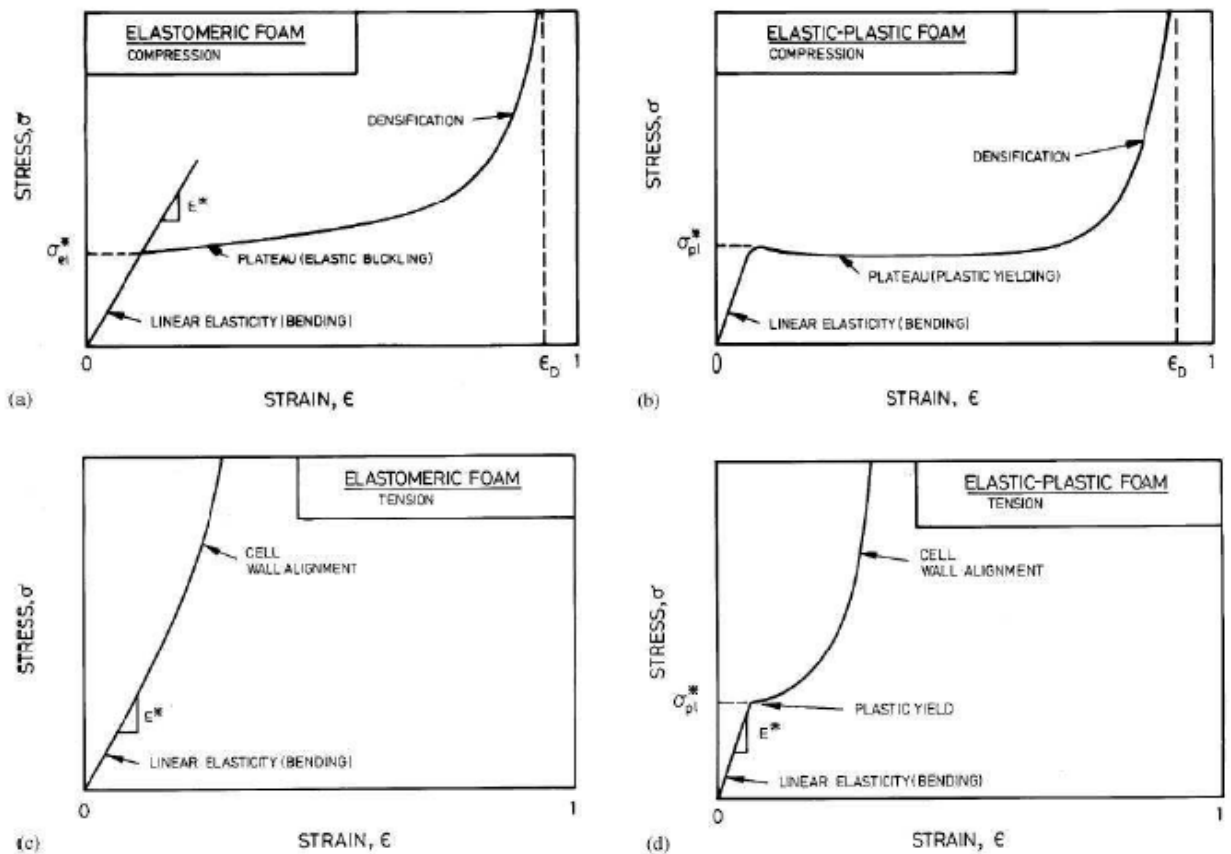 ELASTOMERIC FOAM
COMPRESSION
STRESS, σ
DENSIFICATION
E*
σ*el
PLATEAU (ELASTIC BUCKLING)
LINEAR ELASTICITY (BENDING)
0
ϵD
1
(a)
STRAIN, ϵ
ELASTIC-PLASTIC FOAM
COMPRESSION
STRESS, σ
DENSIFICATION
σ*pl
PLATEAU (PLASTIC YIELDING)
LINEAR ELASTICITY (BENDING)
0
ϵD
1
(b)
STRAIN, ϵ
ELASTOMERIC FOAM
TENSION
STRESS, σ
CELL
WALL ALIGNMENT
E*
LINEAR ELASTICITY (BENDING)
0
1
(c)
STRAIN, ϵ
ELASTIC-PLASTIC FOAM
TENSION
STRESS, σ
CELL
WALL ALIGNMENT
σ*pl
PLASTIC YIELD
E*
LINEAR ELASTICITY (BENDING)
0
1
(d)
STRAIN, ϵ